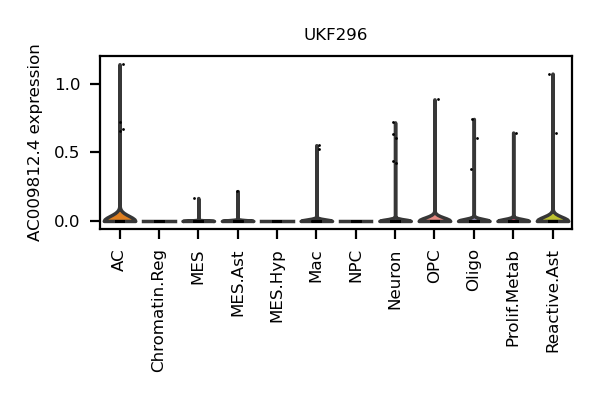 UKF296
AC009812.4 expression
1.0
0.5
0.0
AC
Chromatin.Reg
MES
MES.Ast
MES.Hyp
Mac
NPC
Neuron
OPC
Oligo
Prolif.Metab
Reactive.Ast